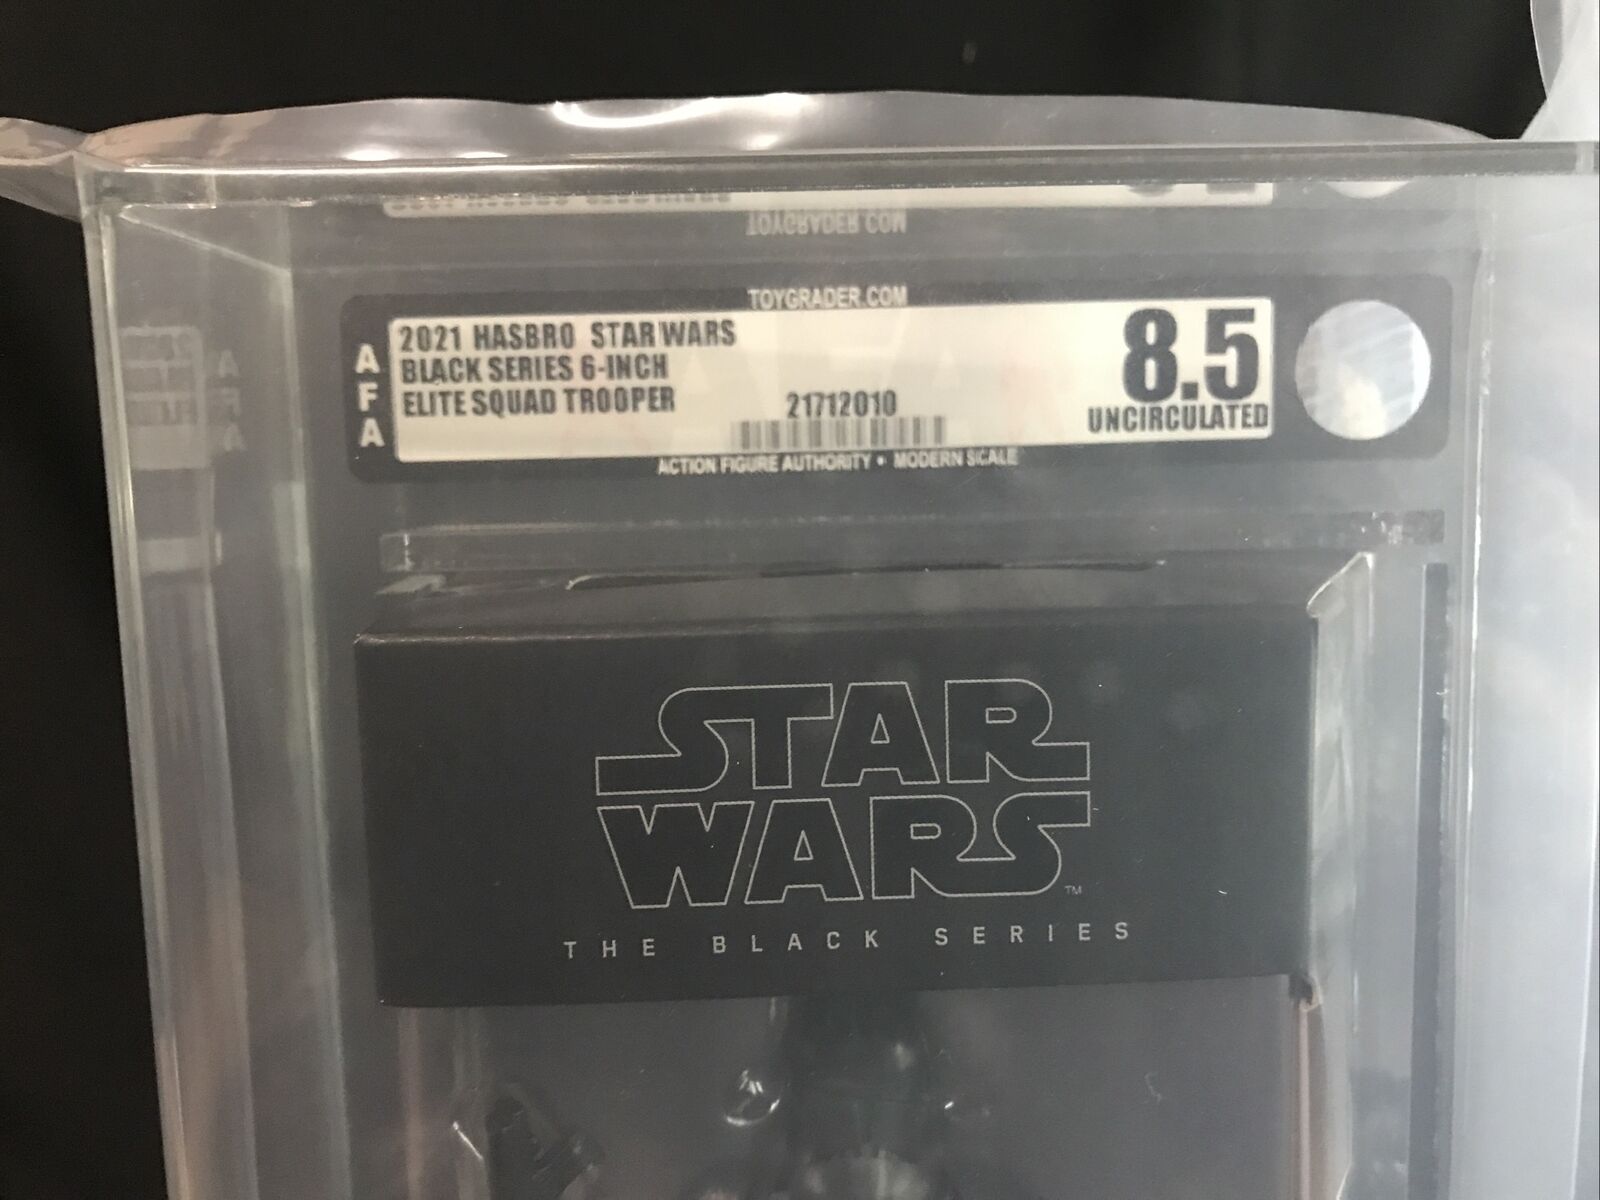 TOYGRADER.COM
AFA
2021 HASBRO STAR WARS
BLACK SERIES 6-INCH
ELITE SQUAD TROOPER
21712010
8.5
UNCIRCULATED
ACTION FIGURE AUTHORITY • MODERN SCALE
STAR
WARS
TM
THE BLACK SERIES